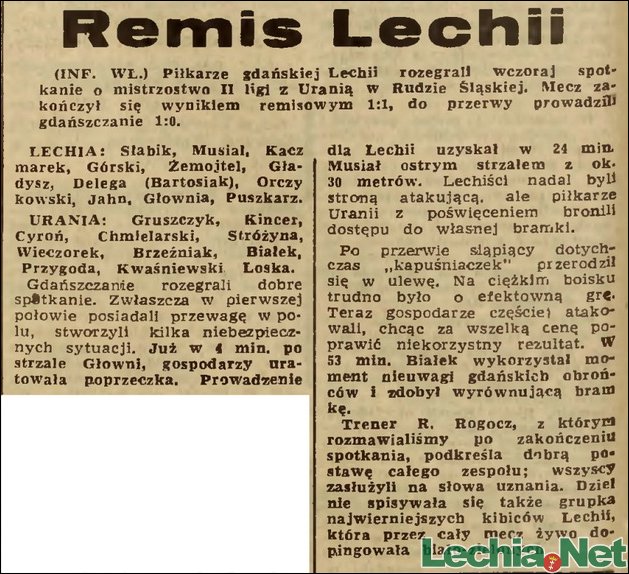 Remis Lechii
(INF. WŁ.) Piłkarze gdańskiej Lechii rozegrali wczoraj spot-
kanie o mistrzostwo II ligi z Uranią w Rudzie Śląskiej. Mecz za-
kończył się wynikiem remisowym 1:1, do przerwy prowadzili
gdańszczanie 1:0.
LECHIA: Słabik, Musiał, Kacz
marek, Górski, Żemojtel, Gła-
dysz, Delega (Bartosiak), Orczy
kowski, Jahn, Głownia, Puszkarz.
URANIA: Gruszczyk, Kincer,
Cyroń, Chmielarski, Stróżyna,
Wieczorek, Brzeźniak, Białek,
Przygoda, Kwaśniewski Loska.
Gdańszczanie rozegrali dobre
spotkanie. Zwłaszcza w pierwszej
połowie posiadali przewagę w po-
lu, stworzyli kilka niebezpiecz-
nych sytuacji. Już w 4 min. po
strzale Głowni, gospodarzy ura-
towała poprzeczka. Prowadzenie
dla Lechii uzyskał w 24 min.
Musiał ostrym strzałem z ok.
30 metrów. Lechiści nadal byli
stroną atakującą, ale piłkarze
Uranii z poświęceniem bronili
dostępu do własnej bramki.
Po przerwie siąpiący dotych-
czas „kapuśniaczek” przerodził
się w ulewę. Na ciężkim boisku
trudno było o efektowną grę.
Teraz gospodarze częściej atako-
wali, chcąc za wszelką cenę po-
prawić niekorzystny rezultat. W
53 min. Białek wykorzystał mo-
ment nieuwagi gdańskich obroń-
ców i zdobył wyrównującą bram
kę.
Trener R. Rogocz, z którym
rozmawialiśmy po zakończeniu
spotkania, podkreśla dobrą po-
stawę całego zespołu; wszyscy
zasłużyli na słowa uznania. Dziel
nie spisywała się także grupka
najwierniejszych kibiców Lechii,
która przez cały mecz żywo do-
pingowała
Lechia.Net